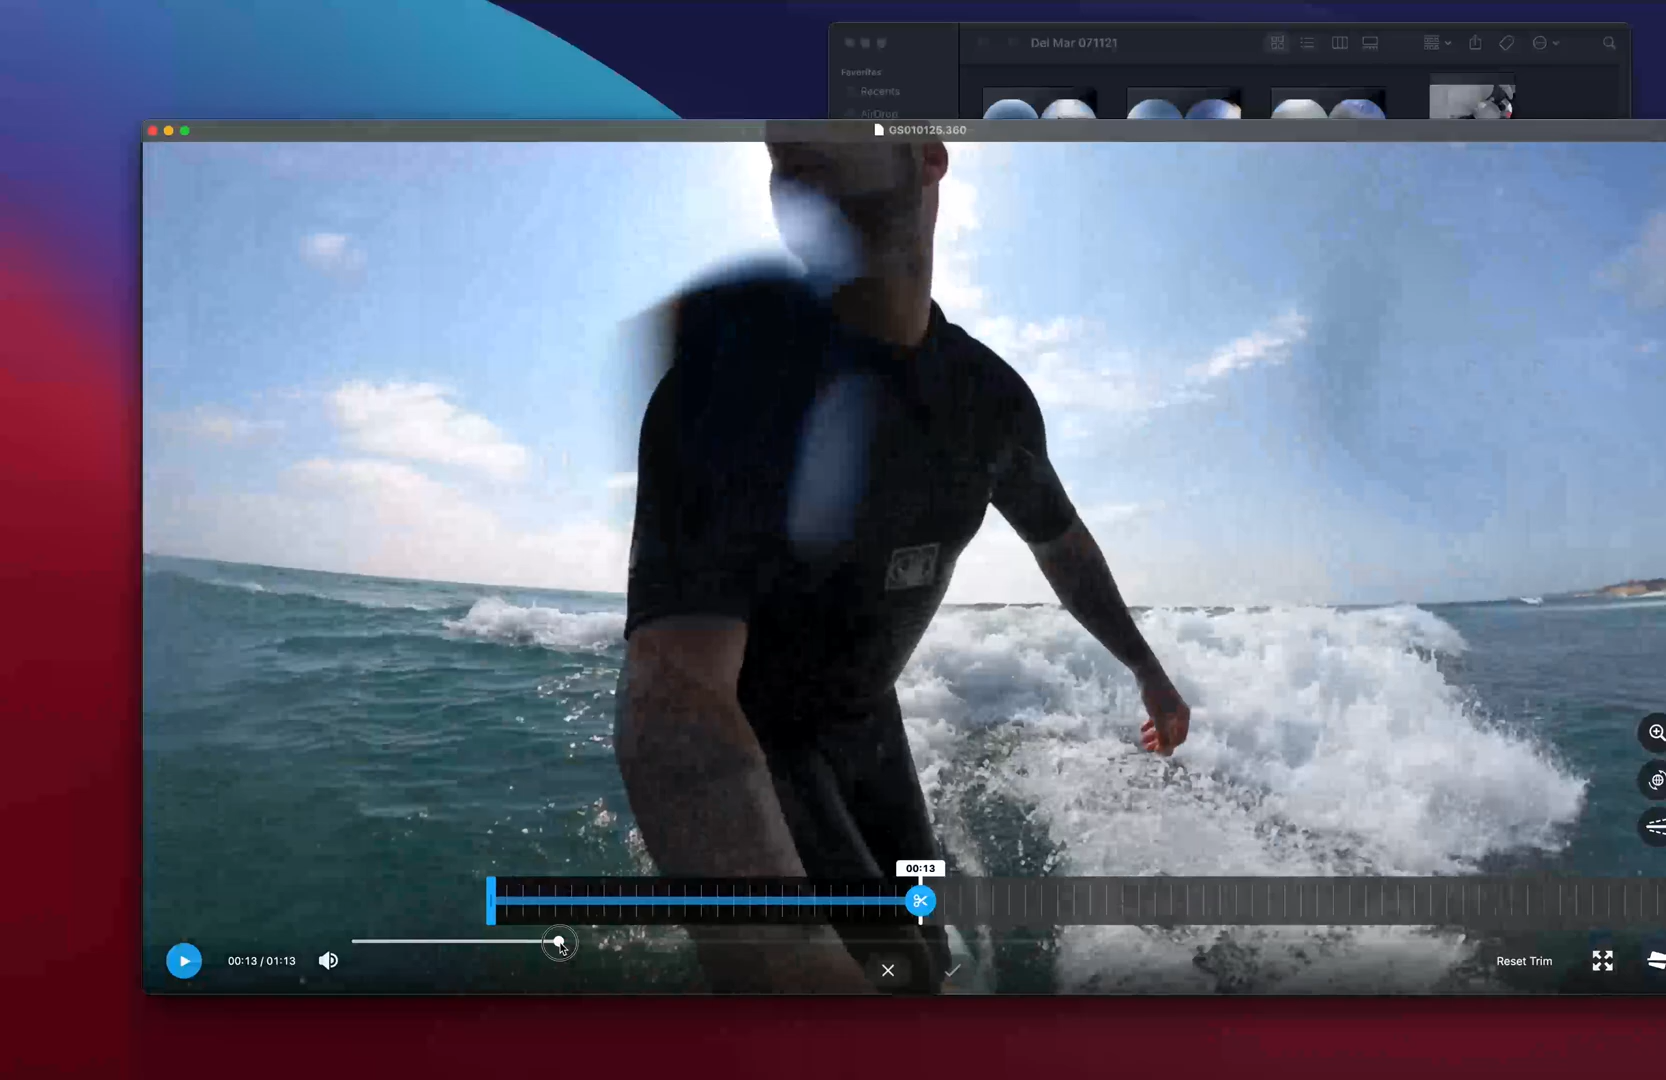 Del Mar 071121
Favorites
Recents
AirDrop
GS010125.360
00:13
00:13 / 01:13
Reset Trim